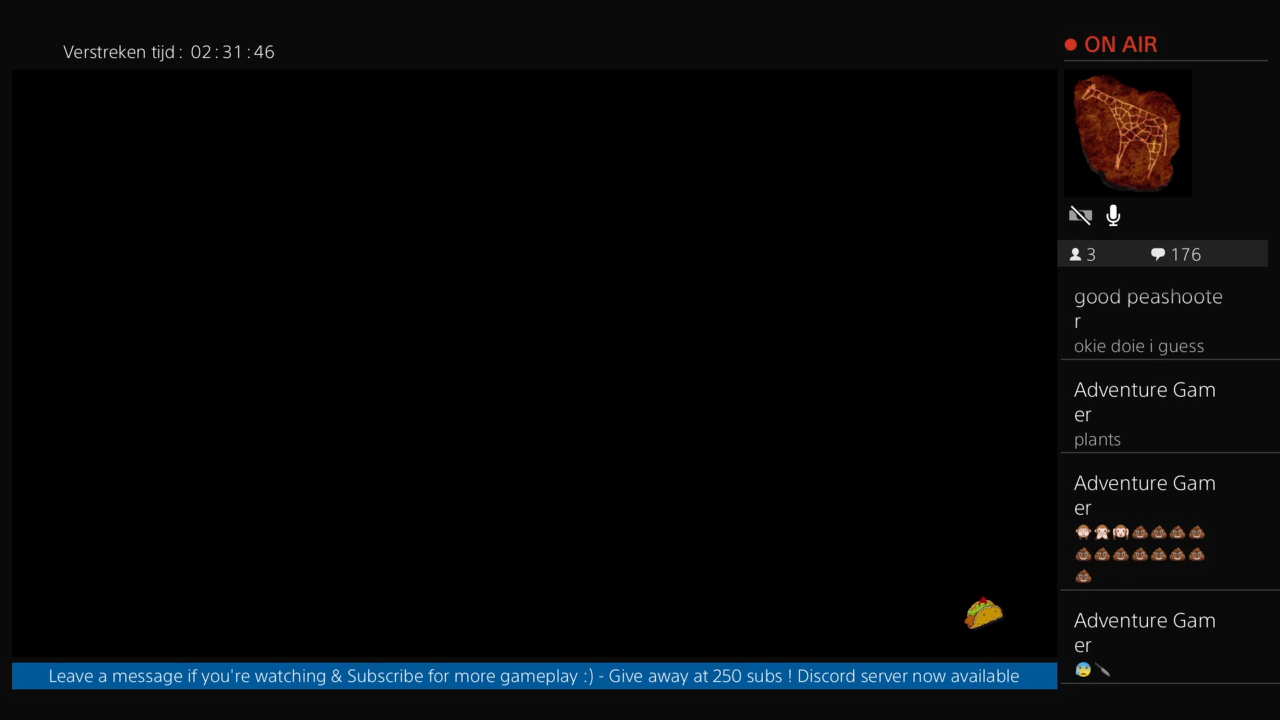 Verstreken tijd : 02 : 31 : 46
ON AIR
3
176
good peashoote
r
okie doie i guess
Adventure Gam
er
plants
Adventure Gam
er
🙈🙊🙉💩💩💩💩
💩💩💩💩💩💩💩
💩
Adventure Gam
er
😰🔪
Leave a message if you're watching & Subscribe for more gameplay :) - Give away at 250 subs ! Discord server now available